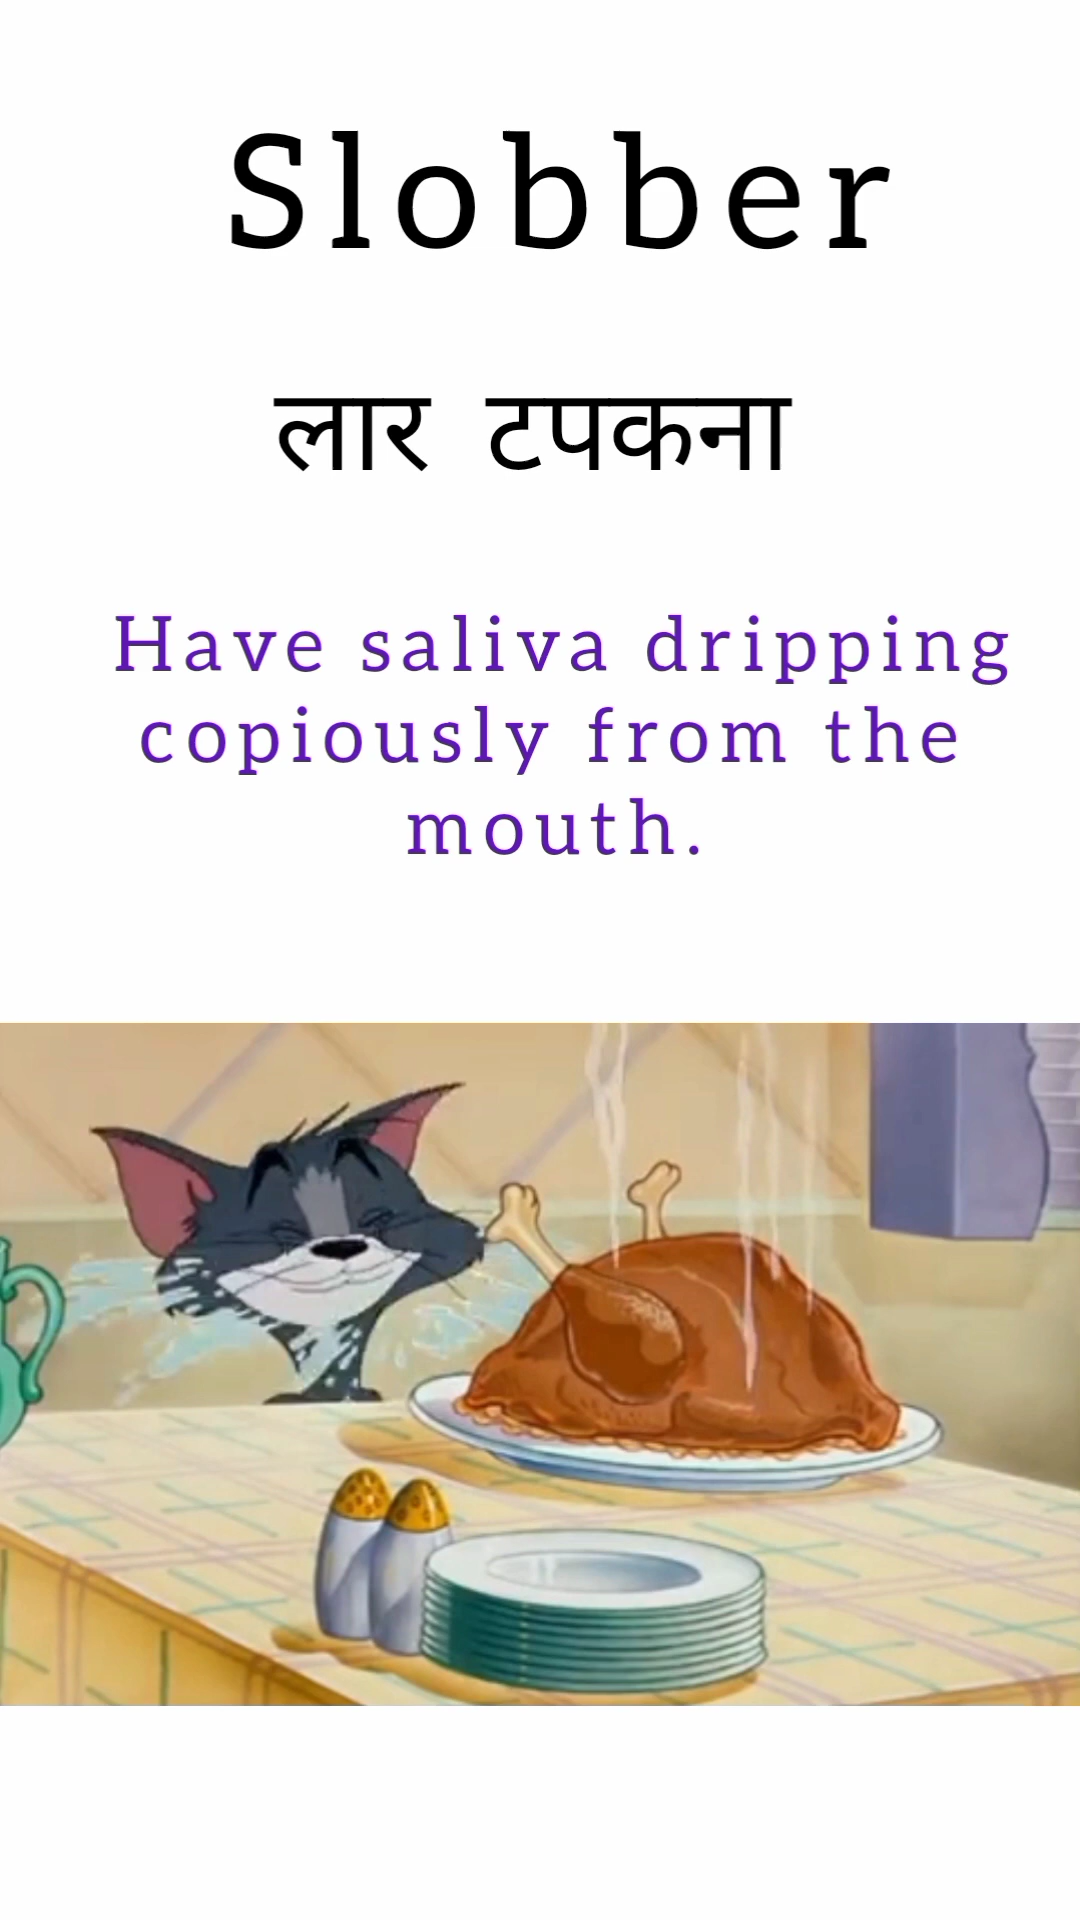 Slobber
लार टपकना
Have saliva dripping
copiously from the
mouth.